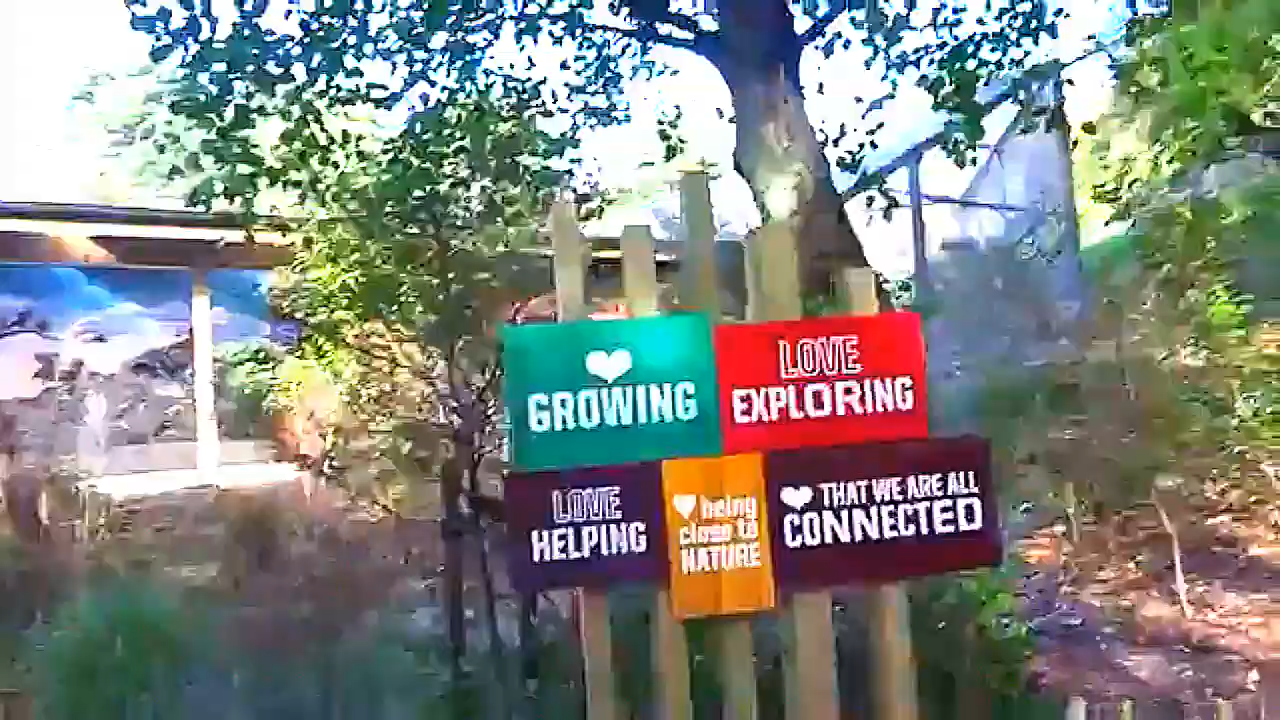 GROWING
LOVE
EXPLORING
LOVE
HELPING
being
close to
NATURE
THAT WE ARE ALL
CONNECTED